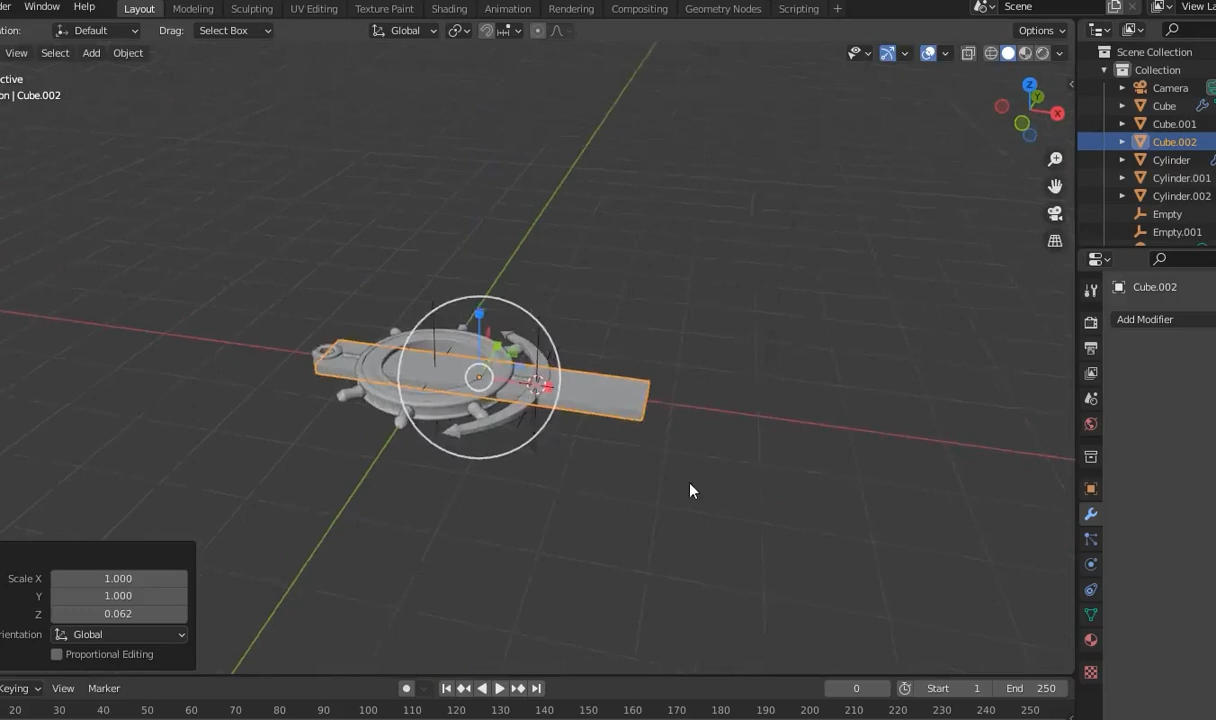 der Window Help Layout Modeling Sculpting UV Editing Texture Paint Shading Animation Rendering Compositing Geometry Nodes Scripting + Scene View La
ation: Default Drag: Select Box Global Options
View Select Add Object
ctive
on | Cube.002
Z
Y
X
Scene Collection
Collection
Camera
Cube
Cube.001
Cube.002
Cylinder
Cylinder.001
Cylinder.002
Empty
Empty.001
Cube.002
Add Modifier
Scale X 1.000
Y 1.000
Z 0.062
rientation Global
Proportional Editing
Keying View Marker 0 Start 1 End 250
20 30 40 50 60 70 80 90 100 110 120 130 140 150 160 170 180 190 200 210 220 230 240 250